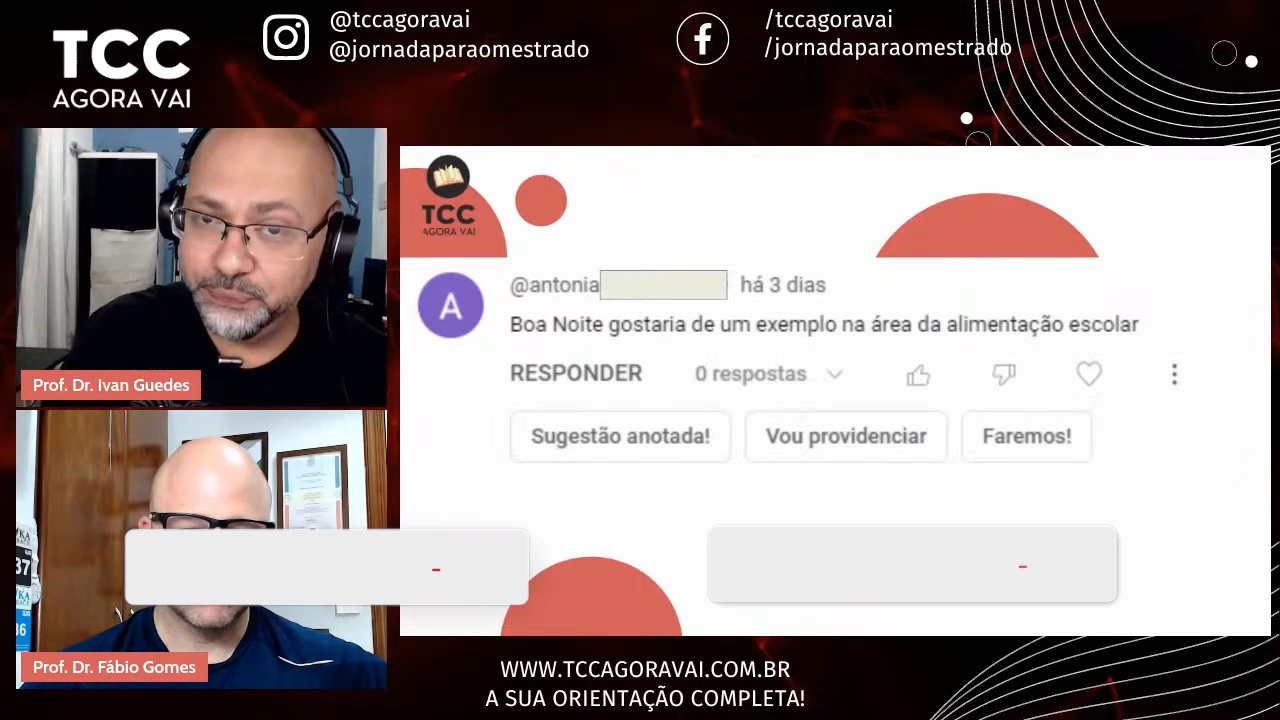 TCC
AGORA VAI
@tccagoravai
@jornadaparaomestrado
/tccagoravai
/jornadaparaomestrado
Prof. Dr. Ivan Guedes
TCC
AGORA VAI
A
@antonia há 3 dias
Boa Noite gostaria de um exemplo na área da alimentação escolar
RESPONDER 0 respostas
Sugestão anotada! Vou providenciar Faremos!
37
36
Prof. Dr. Fábio Gomes
WWW.TCCAGORAVAI.COM.BR
A SUA ORIENTAÇÃO COMPLETA!